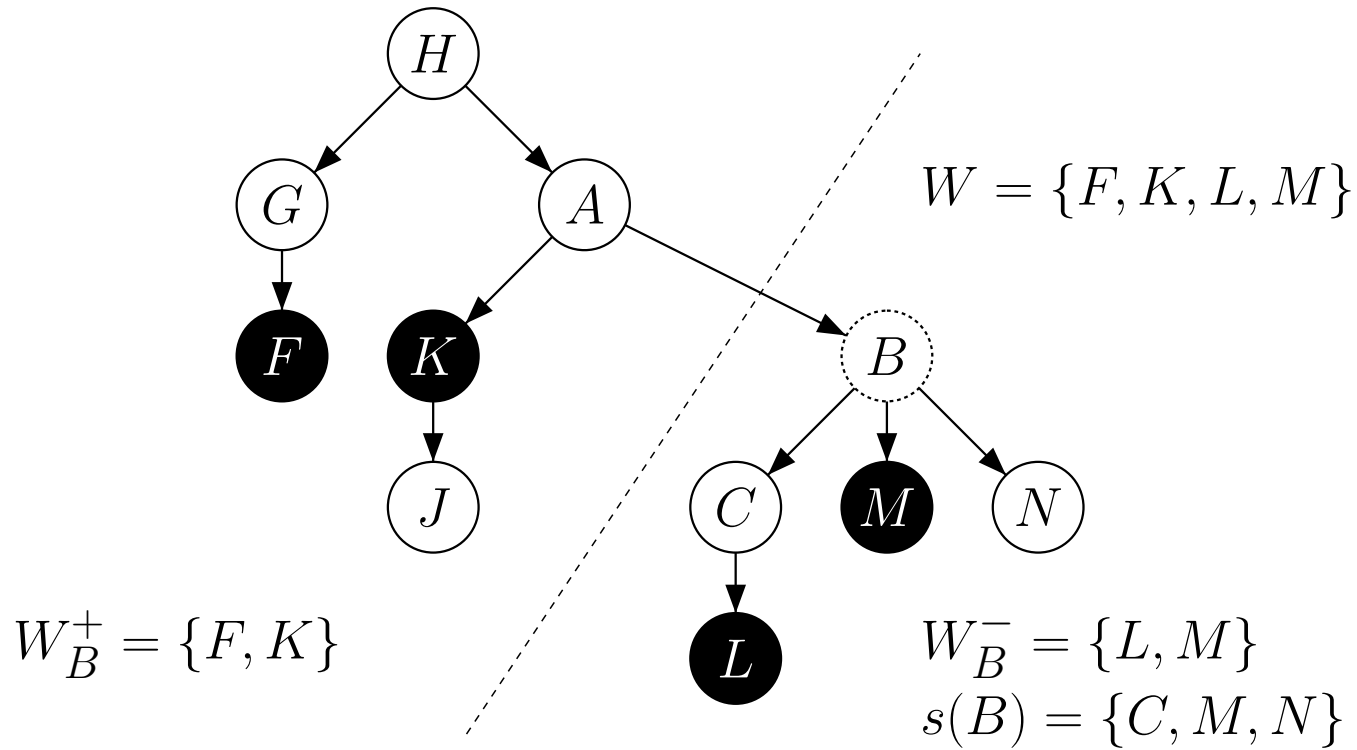 H
G A
W = {F, K, L, M}
F K B
J C M N
W_B^+ = {F, K}
W_B^- = {L, M}
L
s(B) = {C, M, N}